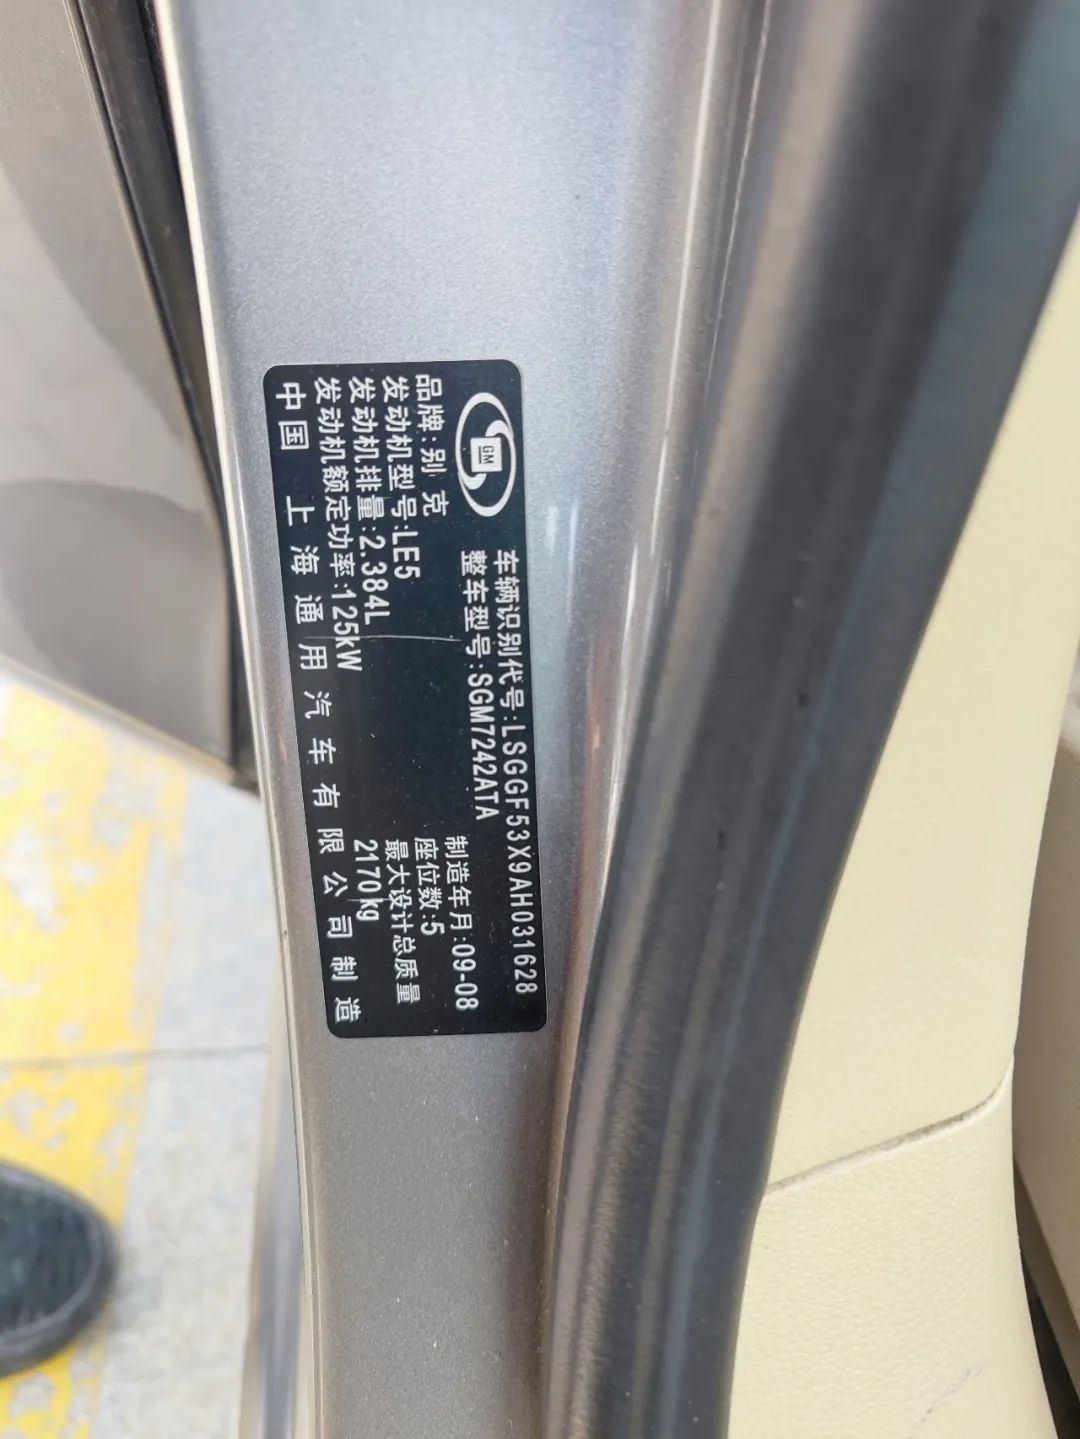 GM
车辆识别代号:LSGGF53X9AH031628
整车型号:SGM7242ATA
品牌:别 克
制造年月:09-08
发动机型号:LE5
座位数:5
发动机排量:2.384L
最大设计总质量
发动机额定功率:125kW
2170kg
中国 上海通用汽车有限公司制造